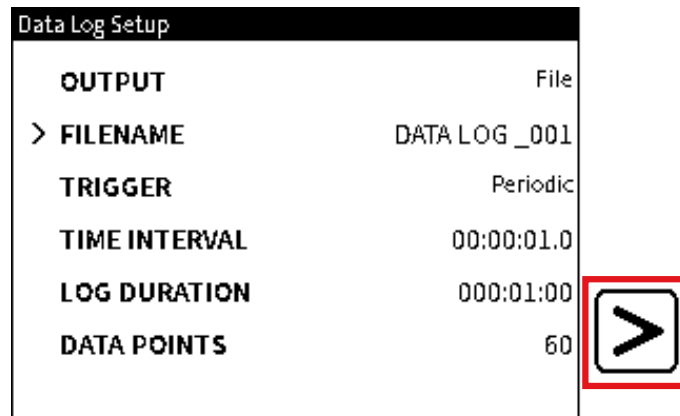 Data Log Setup
OUTPUT File
> FILENAME DATA LOG _001
TRIGGER Periodic
TIME INTERVAL 00:00:01.0
LOG DURATION 000:01:00
DATA POINTS 60
>